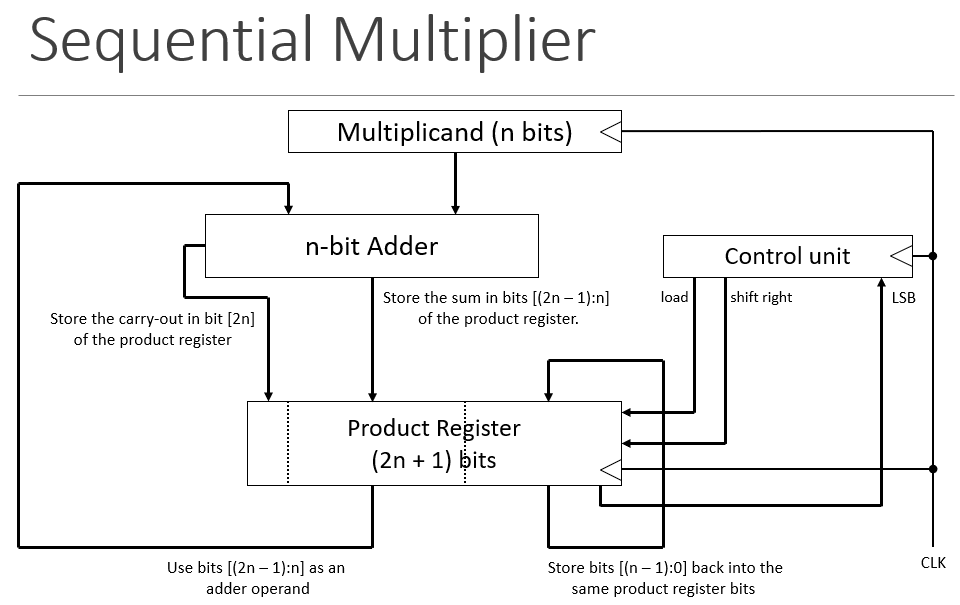 Sequential Multiplier
Multiplicand (n bits)
n-bit Adder
Control unit
load
shift right
LSB
Store the sum in bits [(2n – 1):n]
of the product register.
Store the carry-out in bit [2n]
of the product register
Product Register
(2n + 1) bits
Use bits [(2n – 1):n] as an
adder operand
Store bits [(n – 1):0] back into the
same product register bits
CLK